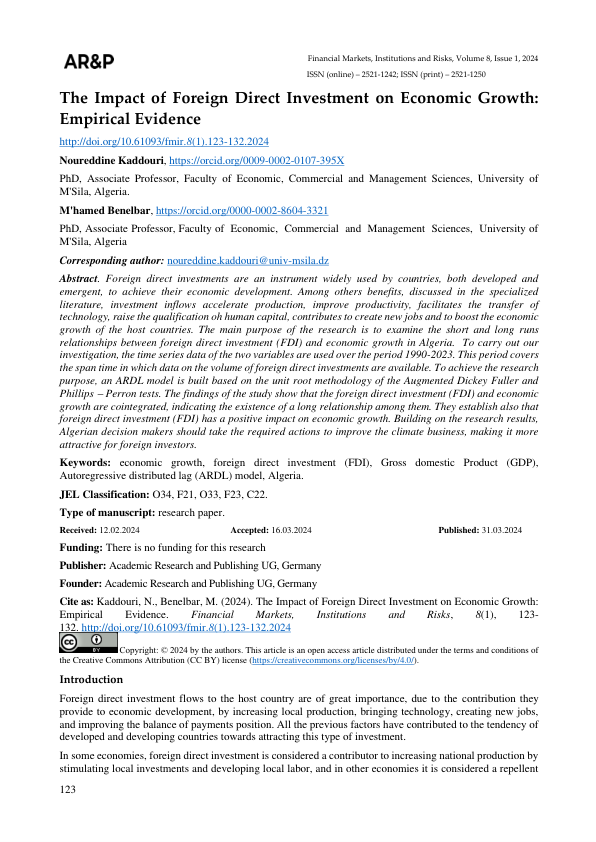 AR&P
Financial Markets, Institutions and Risks, Volume 8, Issue 1, 2024
ISSN (online) – 2521-1242; ISSN (print) – 2521-1250
The Impact of Foreign Direct Investment on Economic Growth:
Empirical Evidence
http://doi.org/10.61093/fmir.8(1).123-132.2024
Noureddine Kaddouri, https://orcid.org/0009-0002-0107-395X
PhD, Associate Professor, Faculty of Economic, Commercial and Management Sciences, University of
M'Sila, Algeria.
M'hamed Benelbar, https://orcid.org/0000-0002-8604-3321
PhD, Associate Professor, Faculty of Economic, Commercial and Management Sciences, University of
M'Sila, Algeria
Corresponding author: noureddine.kaddouri@univ-msila.dz
Abstract. Foreign direct investments are an instrument widely used by countries, both developed and
emergent, to achieve their economic development. Among others benefits, discussed in the specialized
literature, investment inflows accelerate production, improve productivity, facilitates the transfer of
technology, raise the qualification oh human capital, contributes to create new jobs and to boost the economic
growth of the host countries. The main purpose of the research is to examine the short and long runs
relationships between foreign direct investment (FDI) and economic growth in Algeria. To carry out our
investigation, the time series data of the two variables are used over the period 1990-2023. This period covers
the span time in which data on the volume of foreign direct investments are available. To achieve the research
purpose, an ARDL model is built based on the unit root methodology of the Augmented Dickey Fuller and
Phillips – Perron tests. The findings of the study show that the foreign direct investment (FDI) and economic
growth are cointegrated, indicating the existence of a long relationship among them. They establish also that
foreign direct investment (FDI) has a positive impact on economic growth. Building on the research results,
Algerian decision makers should take the required actions to improve the climate business, making it more
attractive for foreign investors.
Keywords: economic growth, foreign direct investment (FDI), Gross domestic Product (GDP),
Autoregressive distributed lag (ARDL) model, Algeria.
JEL Classification: O34, F21, O33, F23, C22.
Type of manuscript: research paper.
Received: 12.02.2024 Accepted: 16.03.2024 Published: 31.03.2024
Funding: There is no funding for this research
Publisher: Academic Research and Publishing UG, Germany
Founder: Academic Research and Publishing UG, Germany
Cite as: Kaddouri, N., Benelbar, M. (2024). The Impact of Foreign Direct Investment on Economic Growth:
Empirical Evidence. Financial Markets, Institutions and Risks, 8(1), 123-
132. http://doi.org/10.61093/fmir.8(1).123-132.2024
cc BY Copyright: © 2024 by the authors. This article is an open access article distributed under the terms and conditions of
the Creative Commons Attribution (CC BY) license (https://creativecommons.org/licenses/by/4.0/).
Introduction
Foreign direct investment flows to the host country are of great importance, due to the contribution they
provide to economic development, by increasing local production, bringing technology, creating new jobs,
and improving the balance of payments position. All the previous factors have contributed to the tendency of
developed and developing countries towards attracting this type of investment.
In some economies, foreign direct investment is considered a contributor to increasing national production by
stimulating local investments and developing local labor, and in other economies it is considered a repellent
123